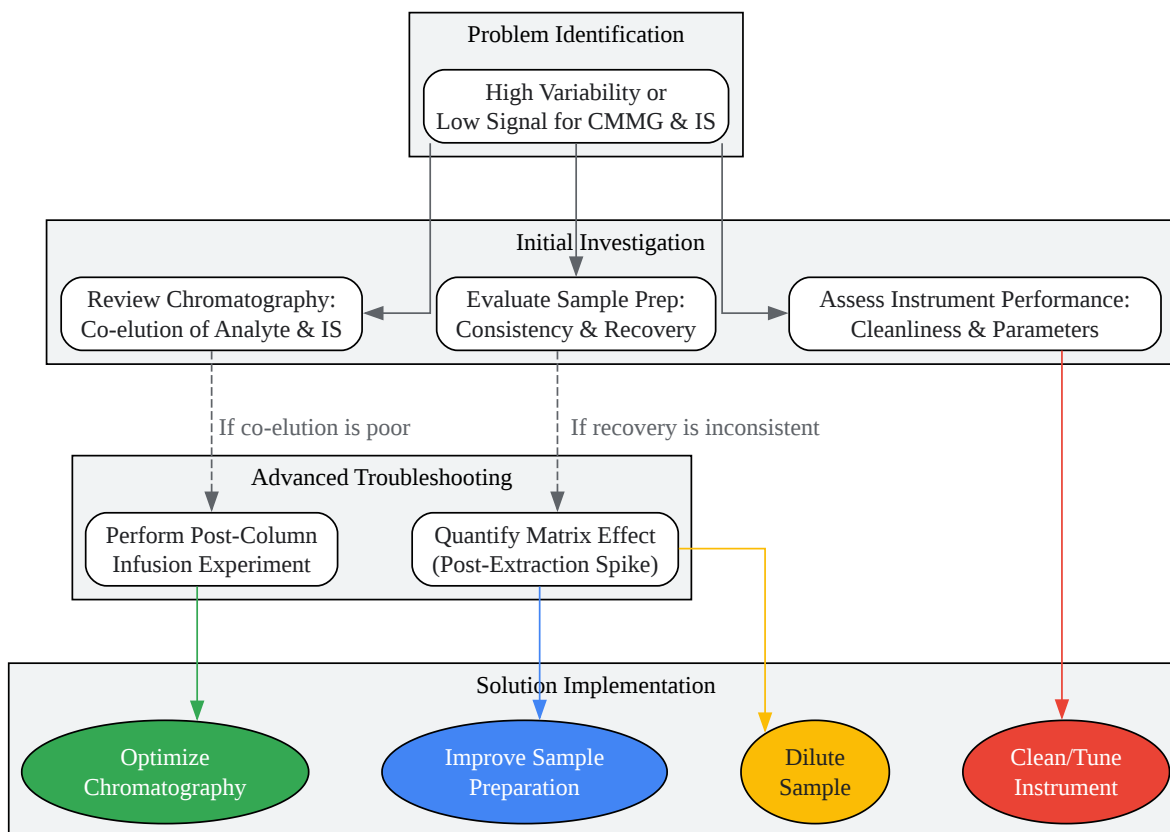 Problem Identification
High Variability or
Low Signal for CMMG & IS
Initial Investigation
Review Chromatography:
Co-elution of Analyte & IS
Evaluate Sample Prep:
Consistency & Recovery
Assess Instrument Performance:
Cleanliness & Parameters
If co-elution is poor
If recovery is inconsistent
Advanced Troubleshooting
Perform Post-Column
Infusion Experiment
Quantify Matrix Effect
(Post-Extraction Spike)
Solution Implementation
Optimize
Chromatography
Improve Sample
Preparation
Dilute
Sample
Clean/Tune
Instrument